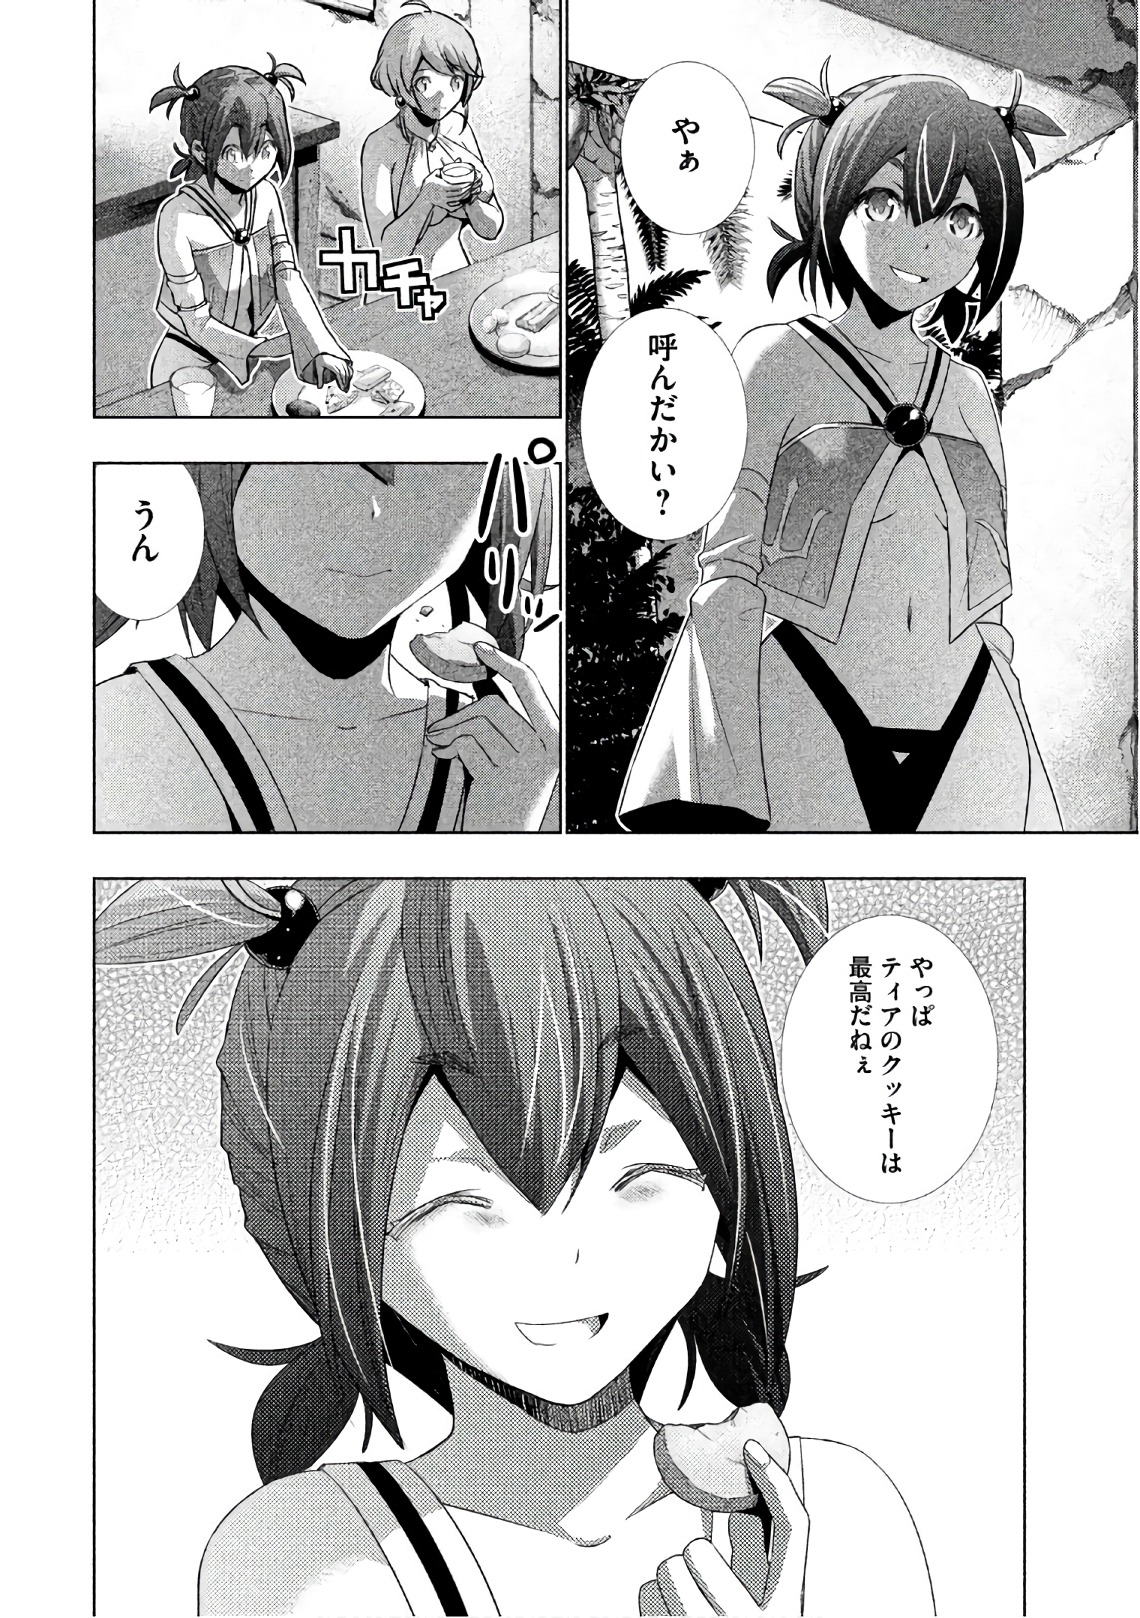 やぁ
呼んだかい?
カチャ
パリッ
うん
やっぱ
ティアのクッキーは
最高だねぇ